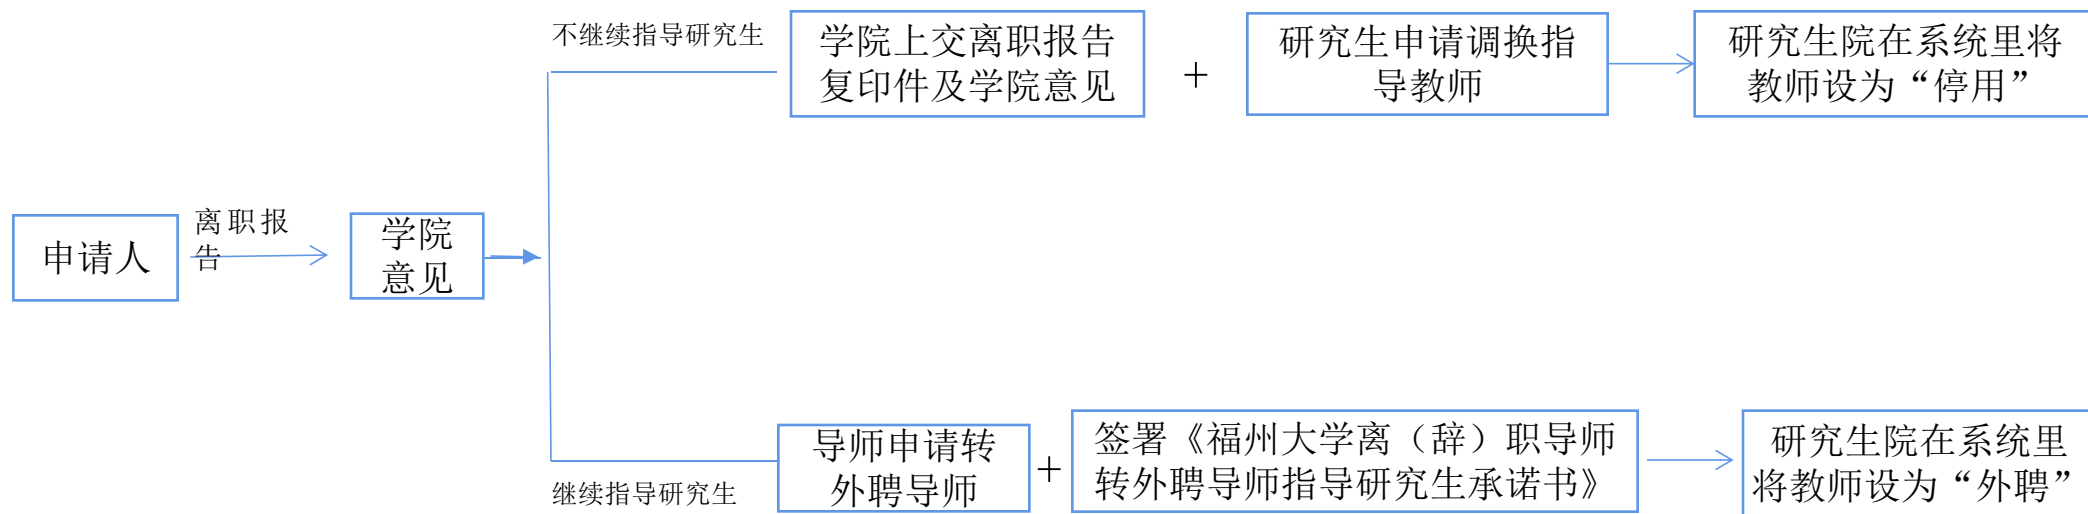 不继续指导研究生
学院上交离职报告
复印件及学院意见
+
研究生申请调换指
导教师
研究生院在系统里将
教师设为“停用”
申请人
离职报
告
学院
意见
继续指导研究生
导师申请转
外聘导师
+
签署《福州大学离（辞）职导师
转外聘导师指导研究生承诺书》
研究生院在系统里
将教师设为“外聘”